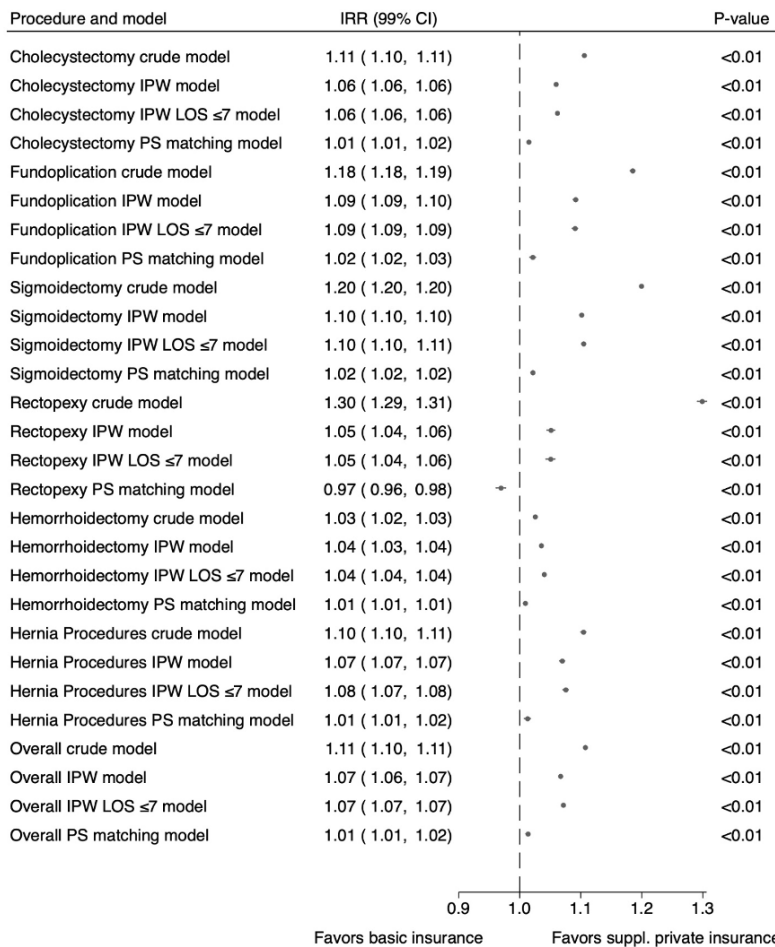 Procedure and model IRR (99% CI) P-value
Cholecystectomy crude model 1.11 ( 1.10, 1.11) <0.01
Cholecystectomy IPW model 1.06 ( 1.06, 1.06) <0.01
Cholecystectomy IPW LOS ≤7 model 1.06 ( 1.06, 1.06) <0.01
Cholecystectomy PS matching model 1.01 ( 1.01, 1.02) <0.01
Fundoplication crude model 1.18 ( 1.18, 1.19) <0.01
Fundoplication IPW model 1.09 ( 1.09, 1.10) <0.01
Fundoplication IPW LOS ≤7 model 1.09 ( 1.09, 1.09) <0.01
Fundoplication PS matching model 1.02 ( 1.02, 1.03) <0.01
Sigmoidectomy crude model 1.20 ( 1.20, 1.20) <0.01
Sigmoidectomy IPW model 1.10 ( 1.10, 1.10) <0.01
Sigmoidectomy IPW LOS ≤7 model 1.10 ( 1.10, 1.11) <0.01
Sigmoidectomy PS matching model 1.02 ( 1.02, 1.02) <0.01
Rectopexy crude model 1.30 ( 1.29, 1.31) <0.01
Rectopexy IPW model 1.05 ( 1.04, 1.06) <0.01
Rectopexy IPW LOS ≤7 model 1.05 ( 1.04, 1.06) <0.01
Rectopexy PS matching model 0.97 ( 0.96, 0.98) <0.01
Hemorrhoidectomy crude model 1.03 ( 1.02, 1.03) <0.01
Hemorrhoidectomy IPW model 1.04 ( 1.03, 1.04) <0.01
Hemorrhoidectomy IPW LOS ≤7 model 1.04 ( 1.04, 1.04) <0.01
Hemorrhoidectomy PS matching model 1.01 ( 1.01, 1.01) <0.01
Hernia Procedures crude model 1.10 ( 1.10, 1.11) <0.01
Hernia Procedures IPW model 1.07 ( 1.07, 1.07) <0.01
Hernia Procedures IPW LOS ≤7 model 1.08 ( 1.07, 1.08) <0.01
Hernia Procedures PS matching model 1.01 ( 1.01, 1.02) <0.01
Overall crude model 1.11 ( 1.10, 1.11) <0.01
Overall IPW model 1.07 ( 1.06, 1.07) <0.01
Overall IPW LOS ≤7 model 1.07 ( 1.07, 1.07) <0.01
Overall PS matching model 1.01 ( 1.01, 1.02) <0.01
0.9 1.0 1.1 1.2 1.3
Favors basic insurance Favors suppl. private insurance